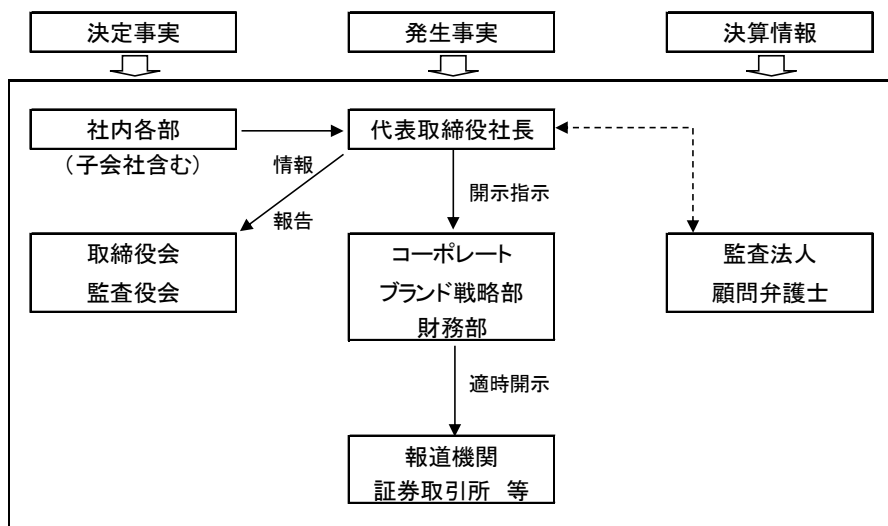 決定事実
発生事実
決算情報
社内各部
(子会社含む)
代表取締役社長
情報
報告
開示指示
取締役会
監査役会
コーポレート
ブランド戦略部
財務部
監査法人
顧問弁護士
適時開示
報道機関
証券取引所 等